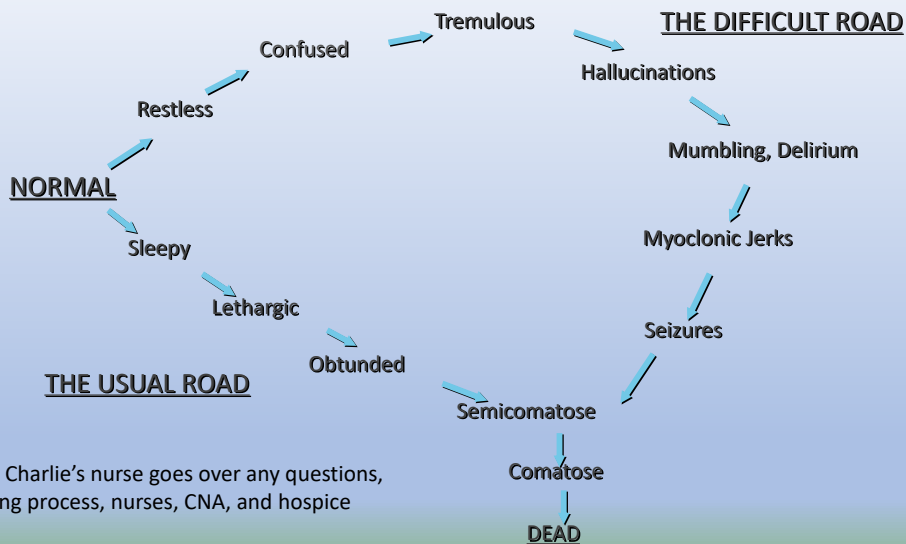 Tremulous
THE DIFFICULT ROAD
Confused
Hallucinations
Restless
Mumbling, Delirium
NORMAL
Myoclonic Jerks
Sleepy
Lethargic
Seizures
Obtunded
THE USUAL ROAD
Semicomatose
Charlie’s nurse goes over any questions,
process, nurses, CNA, and hospice
Comatose
DEAD